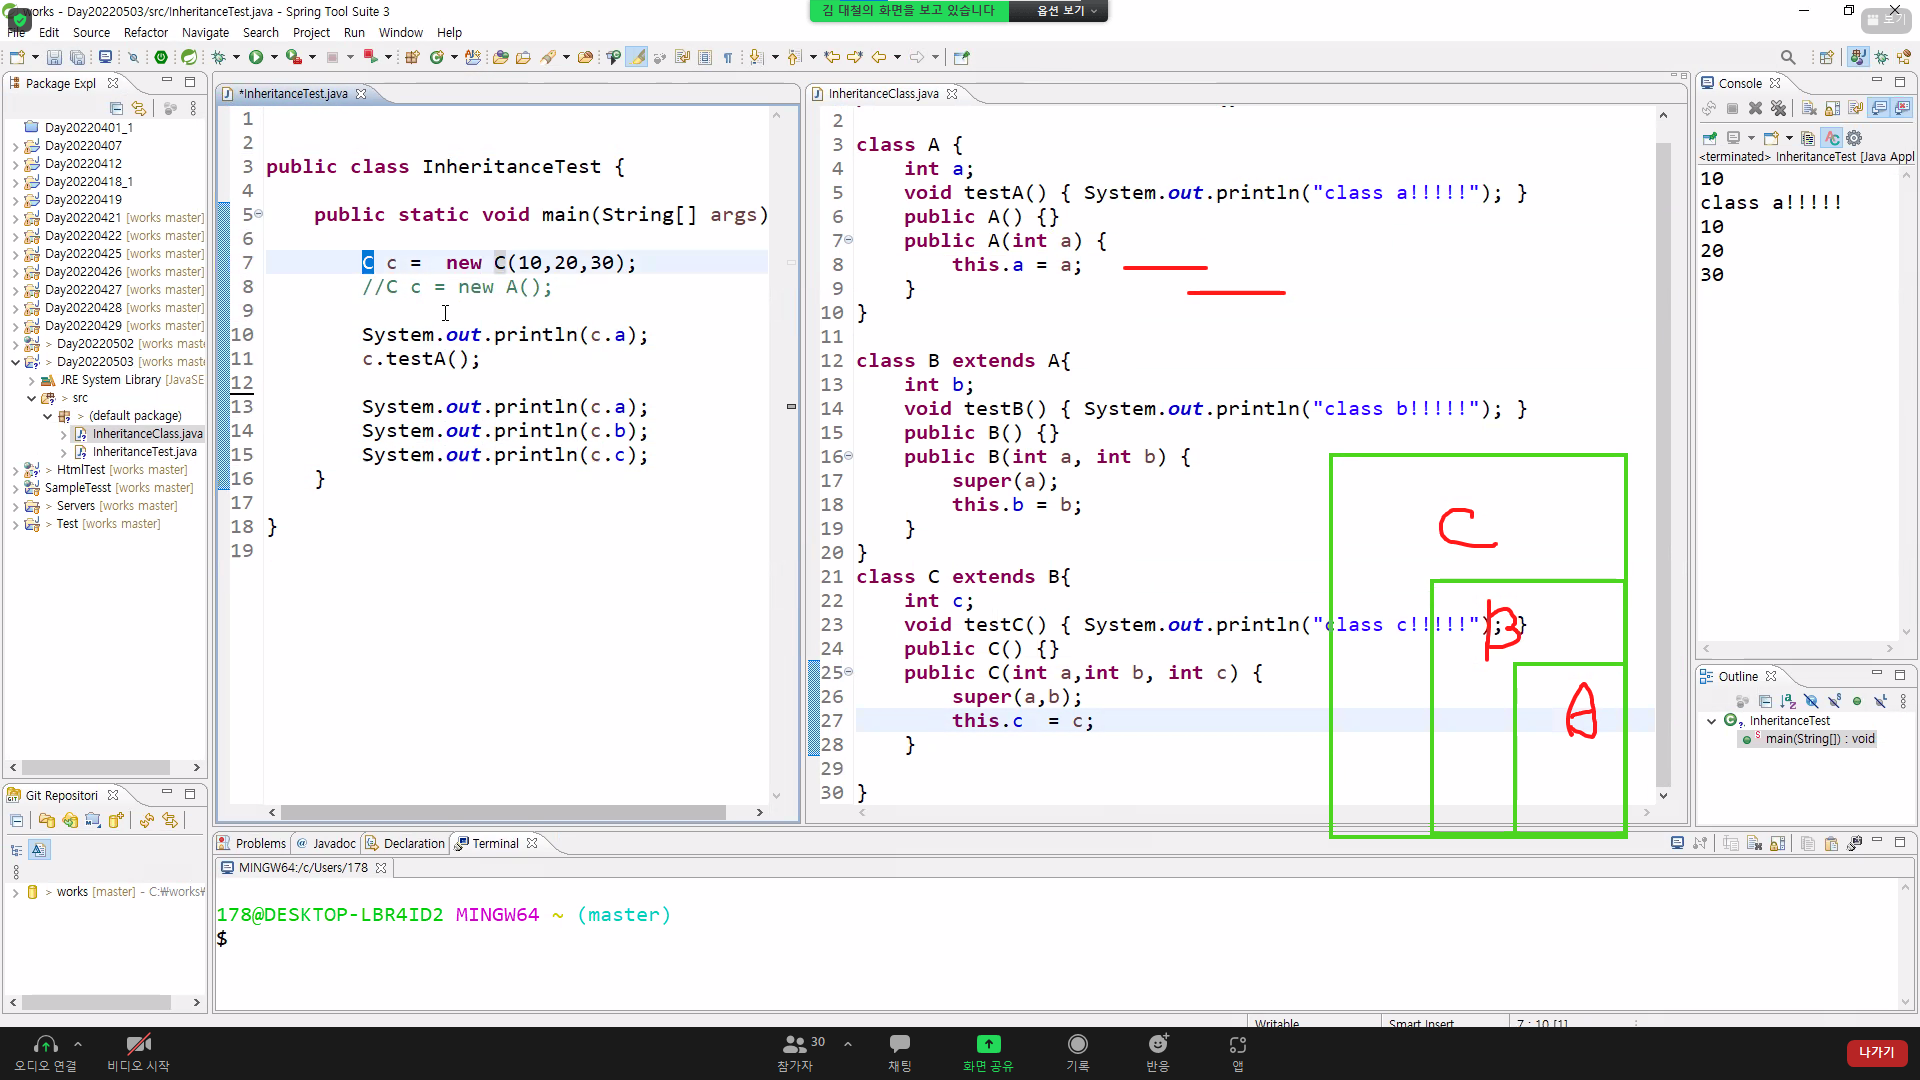 works - Day20220503/src/InheritanceTest.java - Spring Tool Suite 3
김 대철의 화면을 보고 있습니다
옵션 보기
보기
File Edit Source Refactor Navigate Search Project Run Window Help
Package Expl
Day20220401_1
Day20220407
Day20220412
Day20220418_1
Day20220419
Day20220421 [works master]
Day20220422 [works master]
Day20220425 [works master]
Day20220426 [works master]
Day20220427 [works master]
Day20220428 [works master]
Day20220429 [works master]
> Day20220502 [works mast
> Day20220503 [works mast
JRE System Library [JavaSE
> src
> (default package)
InheritanceClass.java
InheritanceTest.java
> HtmlTest [works master]
SampleTesst [works master]
> Servers [works master]
> Test [works master]
Git Repositori
> works [master] - C:₩works₩
*InheritanceTest.java
1
2
3 public class InheritanceTest {
4
5 public static void main(String[] args)
6
7 C c =  new C(10,20,30);
8 //C c = new A();
9
10 System.out.println(c.a);
11 c.testA();
12
13 System.out.println(c.a);
14 System.out.println(c.b);
15 System.out.println(c.c);
16 }
17
18 }
19
InheritanceClass.java
2
3 class A {
4 int a;
5 void testA() { System.out.println("class a!!!!!"); }
6 public A() {}
7 public A(int a) {
8 this.a = a;
9 }
10 }
11
12 class B extends A{
13 int b;
14 void testB() { System.out.println("class b!!!!!"); }
15 public B() {}
16 public B(int a, int b) {
17 super(a);
18 this.b = b;
19 }
20 }
21 class C extends B{
22 int c;
23 void testC() { System.out.println("class c!!!!!"); }
24 public C() {}
25 public C(int a,int b, int c) {
26 super(a,b);
27 this.c  = c;
28 }
29
30 }
C
B
A
Console
<terminated> InheritanceTest [Java Appl
10
class a!!!!!
10
20
30
Outline
InheritanceTest
main(String[]) : void
Problems @ Javadoc Declaration Terminal
MINGW64:/c/Users/178
178@DESKTOP-LBR4ID2 MINGW64 ~ (master)
$
Writable Smart Insert 7 : 10 [1]
오디오 연결 비디오 시작 참가자 30 채팅 화면 공유 기록 반응 앱 나가기